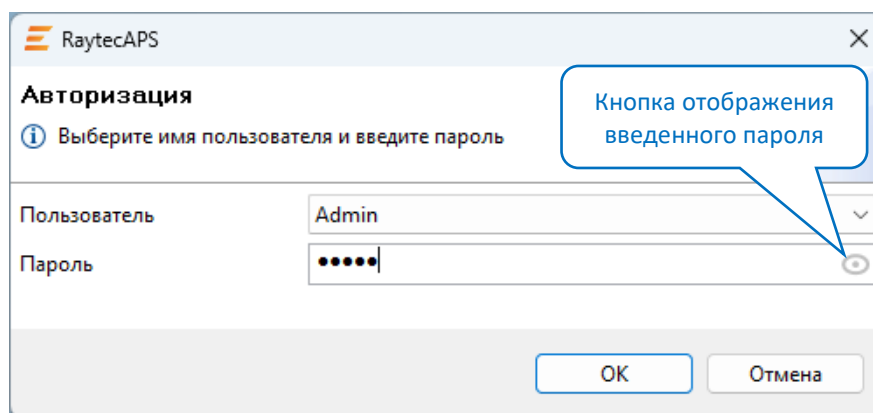 RaytecAPS
Авторизация
Выберите имя пользователя и введите пароль
Кнопка отображения
введенного пароля
Пользователь
Admin
Пароль
•••••
OK
Отмена